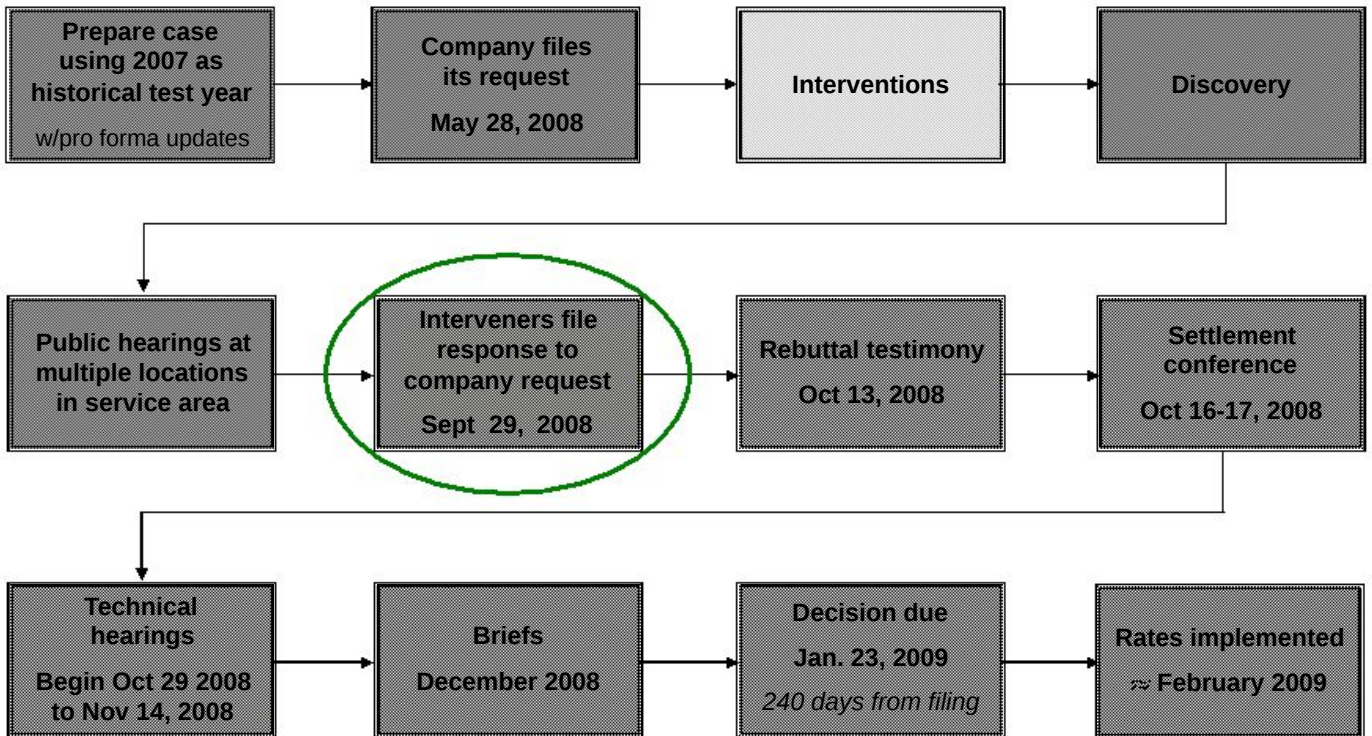 Prepare case
using 2007 as
historical test year
w/pro forma updates
Company files
its request
May 28, 2008
Interventions
Discovery
Public hearings at
multiple locations
in service area
Interveners file
response to
company request
Sept 29, 2008
Rebuttal testimony
Oct 13, 2008
Settlement
conference
Oct 16-17, 2008
Technical
hearings
Begin Oct 29 2008
to Nov 14, 2008
Briefs
December 2008
Decision due
Jan. 23, 2009
240 days from filing
Rates implemented
≈ February 2009